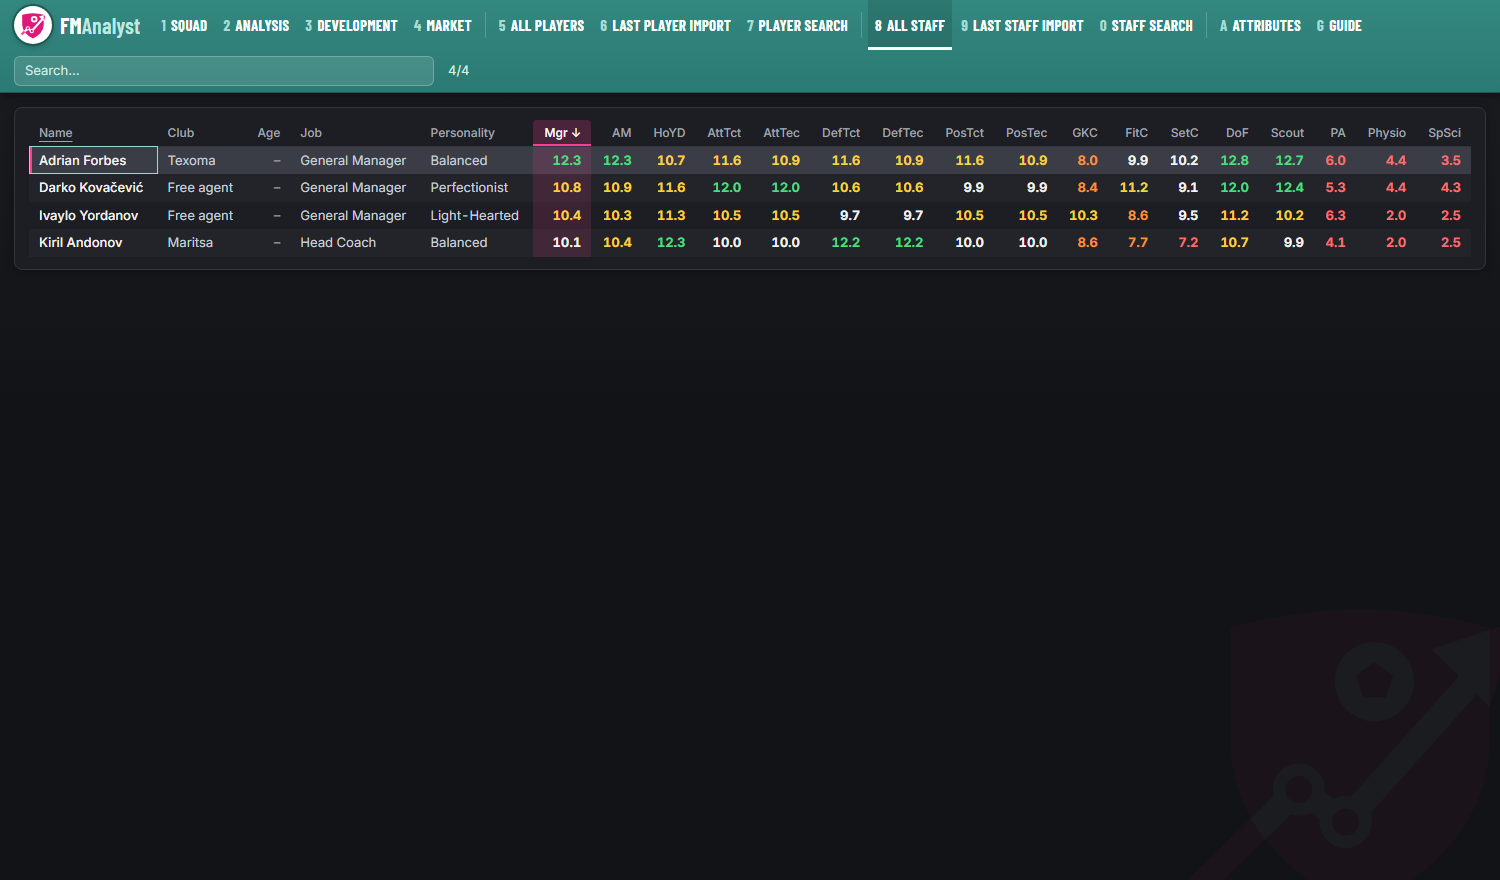 FMAnalyst 1 SQUAD 2 ANALYSIS 3 DEVELOPMENT 4 MARKET 5 ALL PLAYERS 6 LAST PLAYER IMPORT 7 PLAYER SEARCH 8 ALL STAFF 9 LAST STAFF IMPORT 0 STAFF SEARCH A ATTRIBUTES G GUIDE
Search... 4/4
Name Club Age Job Personality Mgr ↓ AM HoYD AttTct AttTec DefTct DefTec PosTct PosTec GKC FitC SetC DoF Scout PA Physio SpSci
Adrian Forbes Texoma – General Manager Balanced 12.3 12.3 10.7 11.6 10.9 11.6 10.9 11.6 10.9 8.0 9.9 10.2 12.8 12.7 6.0 4.4 3.5
Darko Kovačević Free agent – General Manager Perfectionist 10.8 10.9 11.6 12.0 12.0 10.6 10.6 9.9 9.9 8.4 11.2 9.1 12.0 12.4 5.3 4.4 4.3
Ivaylo Yordanov Free agent – General Manager Light-Hearted 10.4 10.3 11.3 10.5 10.5 9.7 9.7 10.5 10.5 10.3 8.6 9.5 11.2 10.2 6.3 2.0 2.5
Kiril Andonov Maritsa – Head Coach Balanced 10.1 10.4 12.3 10.0 10.0 12.2 12.2 10.0 10.0 8.6 7.7 7.2 10.7 9.9 4.1 2.0 2.5